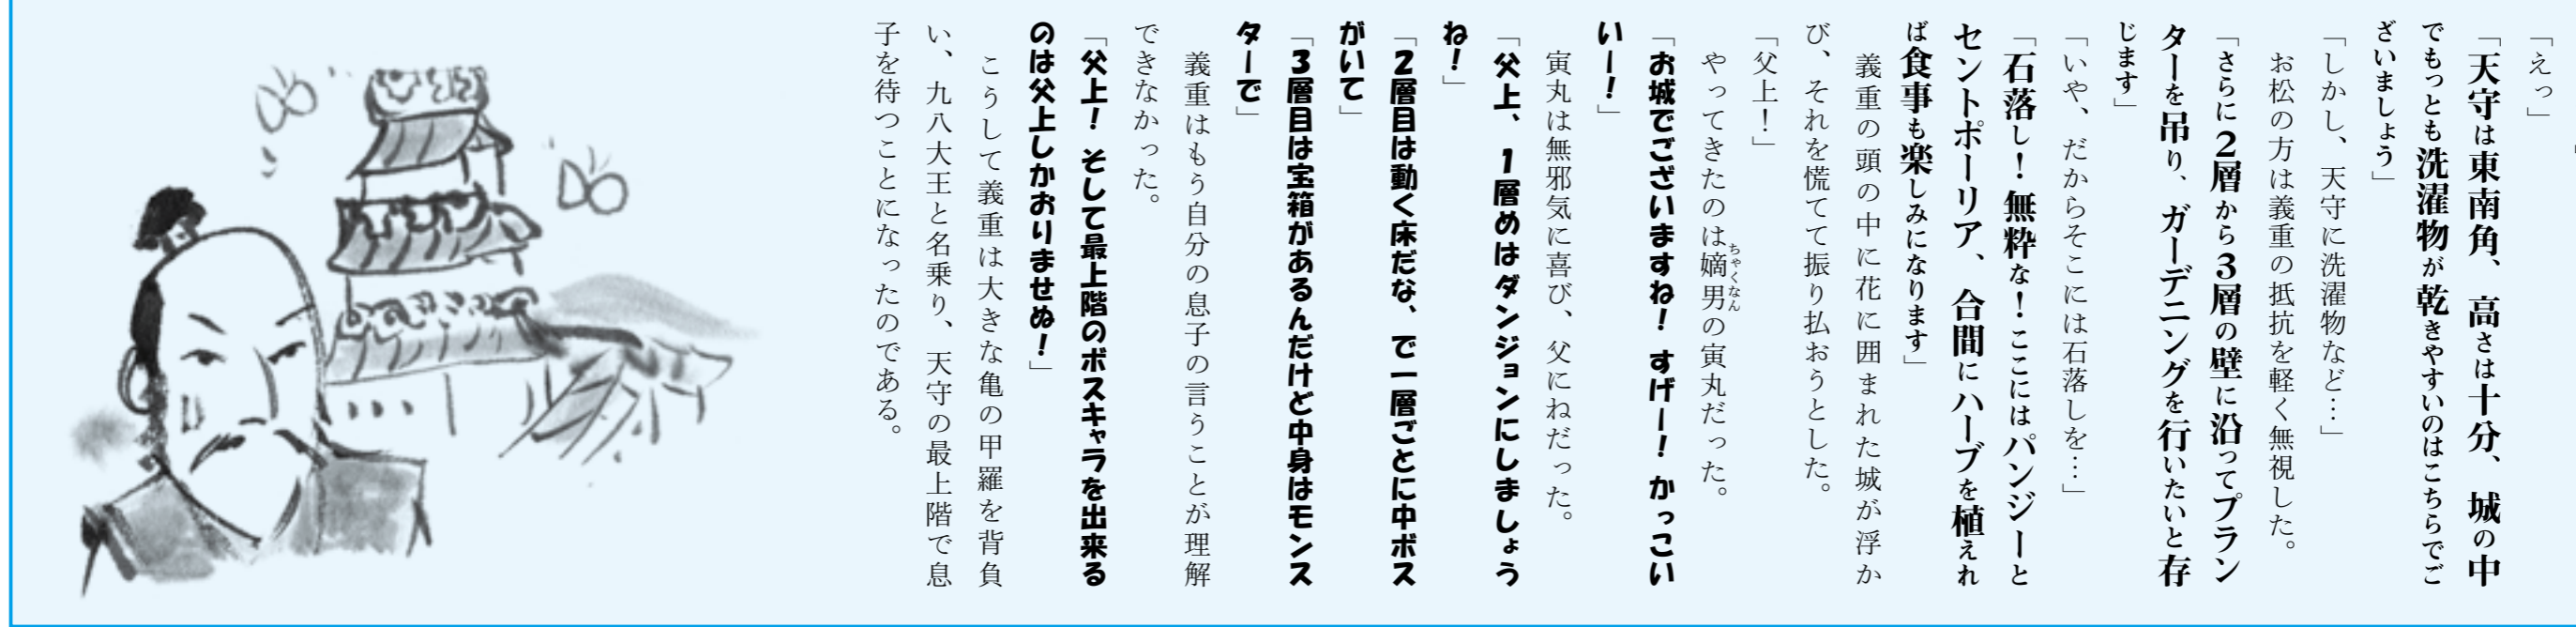 「えっ」
「天守は東南角、高さは十分、城の中
でもっとも洗濯物が乾きやすいのはこちらでご
ざいましょう」
「しかし、天守に洗濯物など…」
お松の方は義重の抵抗を軽く無視した。
「さらに2層から3層の壁に沿ってプラン
ターを吊り、ガーデニングを行いたいと存
じます」
「いや、だからそこには石落しを…」
「石落し！無粋な！ここにはパンジーと
セントポーリア、合間にハーブを植えれ
ば食事も楽しみになります」
義重の頭の中に花に囲まれた城が浮か
び、それを慌てて振り払おうとした。
「父上！」
やってきたのは嫡男の寅丸だった。
ちゃくなん
「お城でございますね！すげー！かっこい
いー！」
寅丸は無邪気に喜び、父にねだった。
「父上、1層めはダンジョンにしましょう
ね！」
「2層目は動く床だな、で一層ごとに中ボス
がいて」
「3層目は宝箱があるんだけど中身はモンス
ターで」
義重はもう自分の息子の言うことが理解
できなかった。
「父上！そして最上階のボスキャラを出来る
のは父上しかおりませぬ！」
こうして義重は大きな亀の甲羅を背負
い、九八大王と名乗り、天守の最上階で息
子を待つことになったのである。